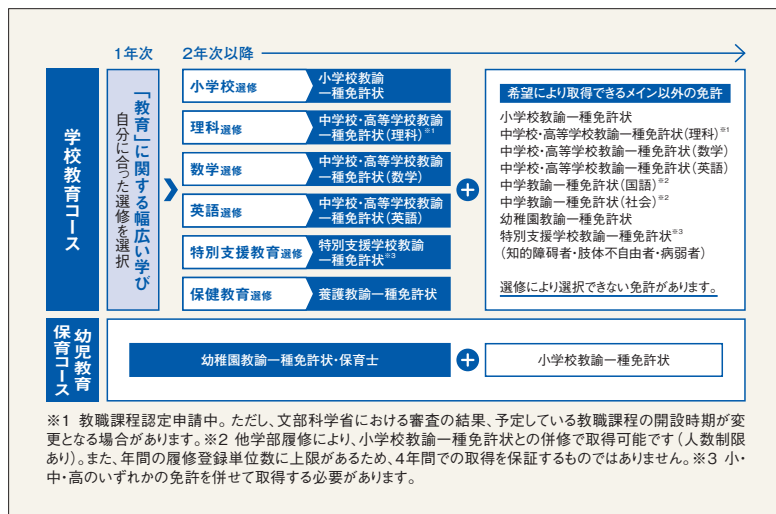 1年次
2年次以降
学校教育コース
「教育」に関する幅広い学び
自分に合った選修を選択
小学校選修
小学校教諭
一種免許状
理科選修
中学校・高等学校教諭
一種免許状(理科)※1
数学選修
中学校・高等学校教諭
一種免許状(数学)
英語選修
中学校・高等学校教諭
一種免許状(英語)
特別支援教育選修
特別支援学校教諭
一種免許状※3
保健教育選修
養護教諭一種免許状
+
希望により取得できるメイン以外の免許
小学校教諭一種免許状
中学校・高等学校教諭一種免許状(理科)※1
中学校・高等学校教諭一種免許状(数学)
中学校・高等学校教諭一種免許状(英語)
中学教諭一種免許状(国語)※2
中学教諭一種免許状(社会)※2
幼稚園教諭一種免許状
特別支援学校教諭一種免許状※3
(知的障碍者・肢体不自由者・病弱者)
選修により選択できない免許があります。
幼児教育
保育コース
幼稚園教諭一種免許状・保育士
+
小学校教諭一種免許状
※1 教職課程認定申請中。ただし、文部科学省における審査の結果、予定している教職課程の開設時期が変
更となる場合があります。※2 他学部履修により、小学校教諭一種免許状との併修で取得可能です(人数制限
あり)。また、年間の履修登録単位数に上限があるため、4年間での取得を保証するものではありません。※3 小・
中・高のいずれかの免許を併せて取得する必要があります。